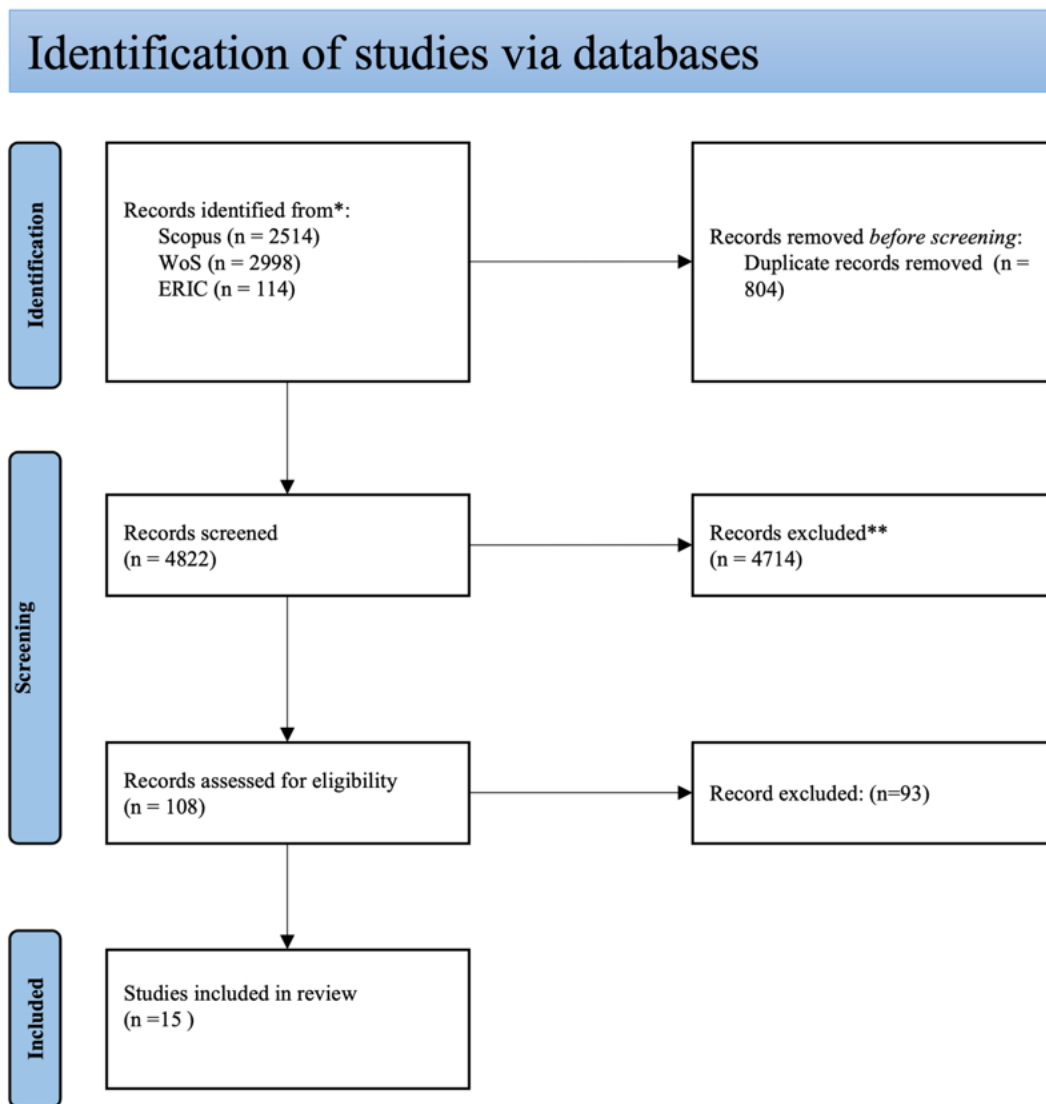 Identification of studies via databases
Identification
Records identified from*:
Scopus (n = 2514)
WoS (n = 2998)
ERIC (n = 114)
Records removed before screening:
Duplicate records removed  (n =
804)
Screening
Records screened
(n = 4822)
Records excluded**
(n = 4714)
Records assessed for eligibility
(n = 108)
Record excluded: (n=93)
Included
Studies included in review
(n =15 )